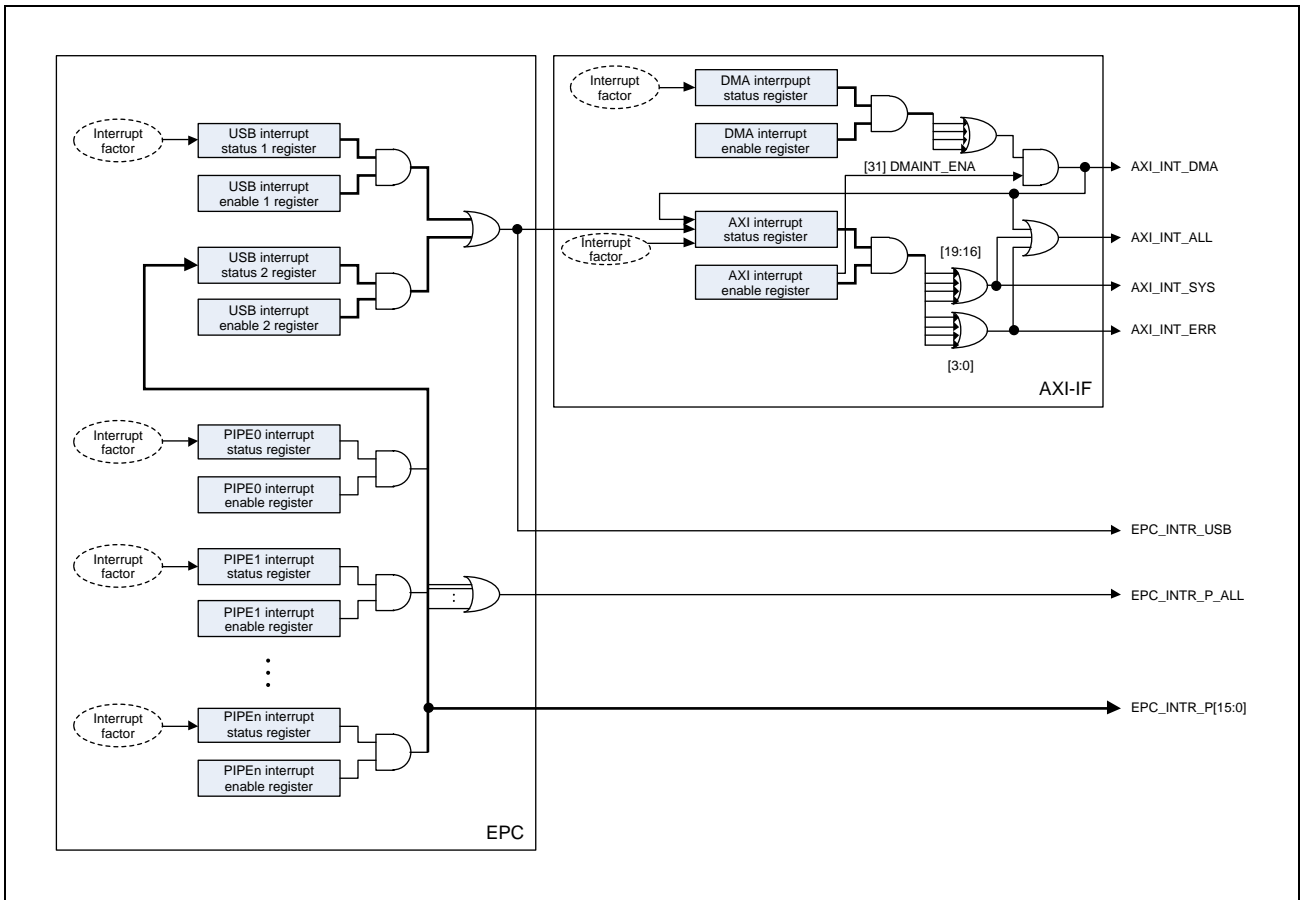 Interrupt
factor
USB interrupt
status 1 register
USB interrupt
enable 1 register
USB interrupt
status 2 register
USB interrupt
enable 2 register
Interrupt
factor
PIPE0 interrupt
status register
PIPE0 interrupt
enable register
Interrupt
factor
PIPE1 interrupt
status register
PIPE1 interrupt
enable register
Interrupt
factor
PIPEn interrupt
status register
PIPEn interrupt
enable register
EPC
Interrupt
factor
DMA interrpupt
status register
DMA interrupt
enable register
[31] DMAINT_ENA
Interrupt
factor
AXI interrupt
status register
AXI interrupt
enable register
[19:16]
[3:0]
AXI-IF
AXI_INT_DMA
AXI_INT_ALL
AXI_INT_SYS
AXI_INT_ERR
EPC_INTR_USB
EPC_INTR_P_ALL
EPC_INTR_P[15:0]